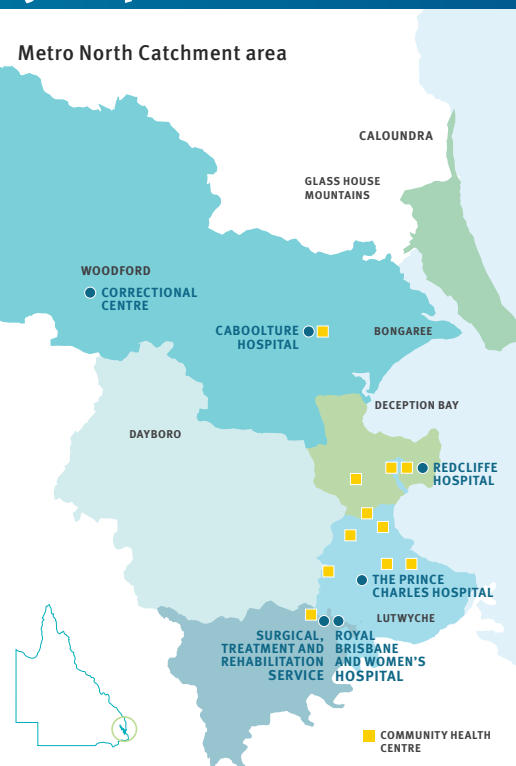 Metro North Catchment area
CALOUNDRA
GLASS HOUSE
MOUNTAINS
WOODFORD
CORRECTIONAL
CENTRE
CABOOLTURE
HOSPITAL
BONGAREE
DECEPTION BAY
DAYBORO
REDCLIFFE
HOSPITAL
THE PRINCE
CHARLES HOSPITAL
LUTWYCHE
SURGICAL,
TREATMENT AND
REHABILITATION
SERVICE
ROYAL
BRISBANE
AND WOMEN'S
HOSPITAL
COMMUNITY HEALTH
CENTRE